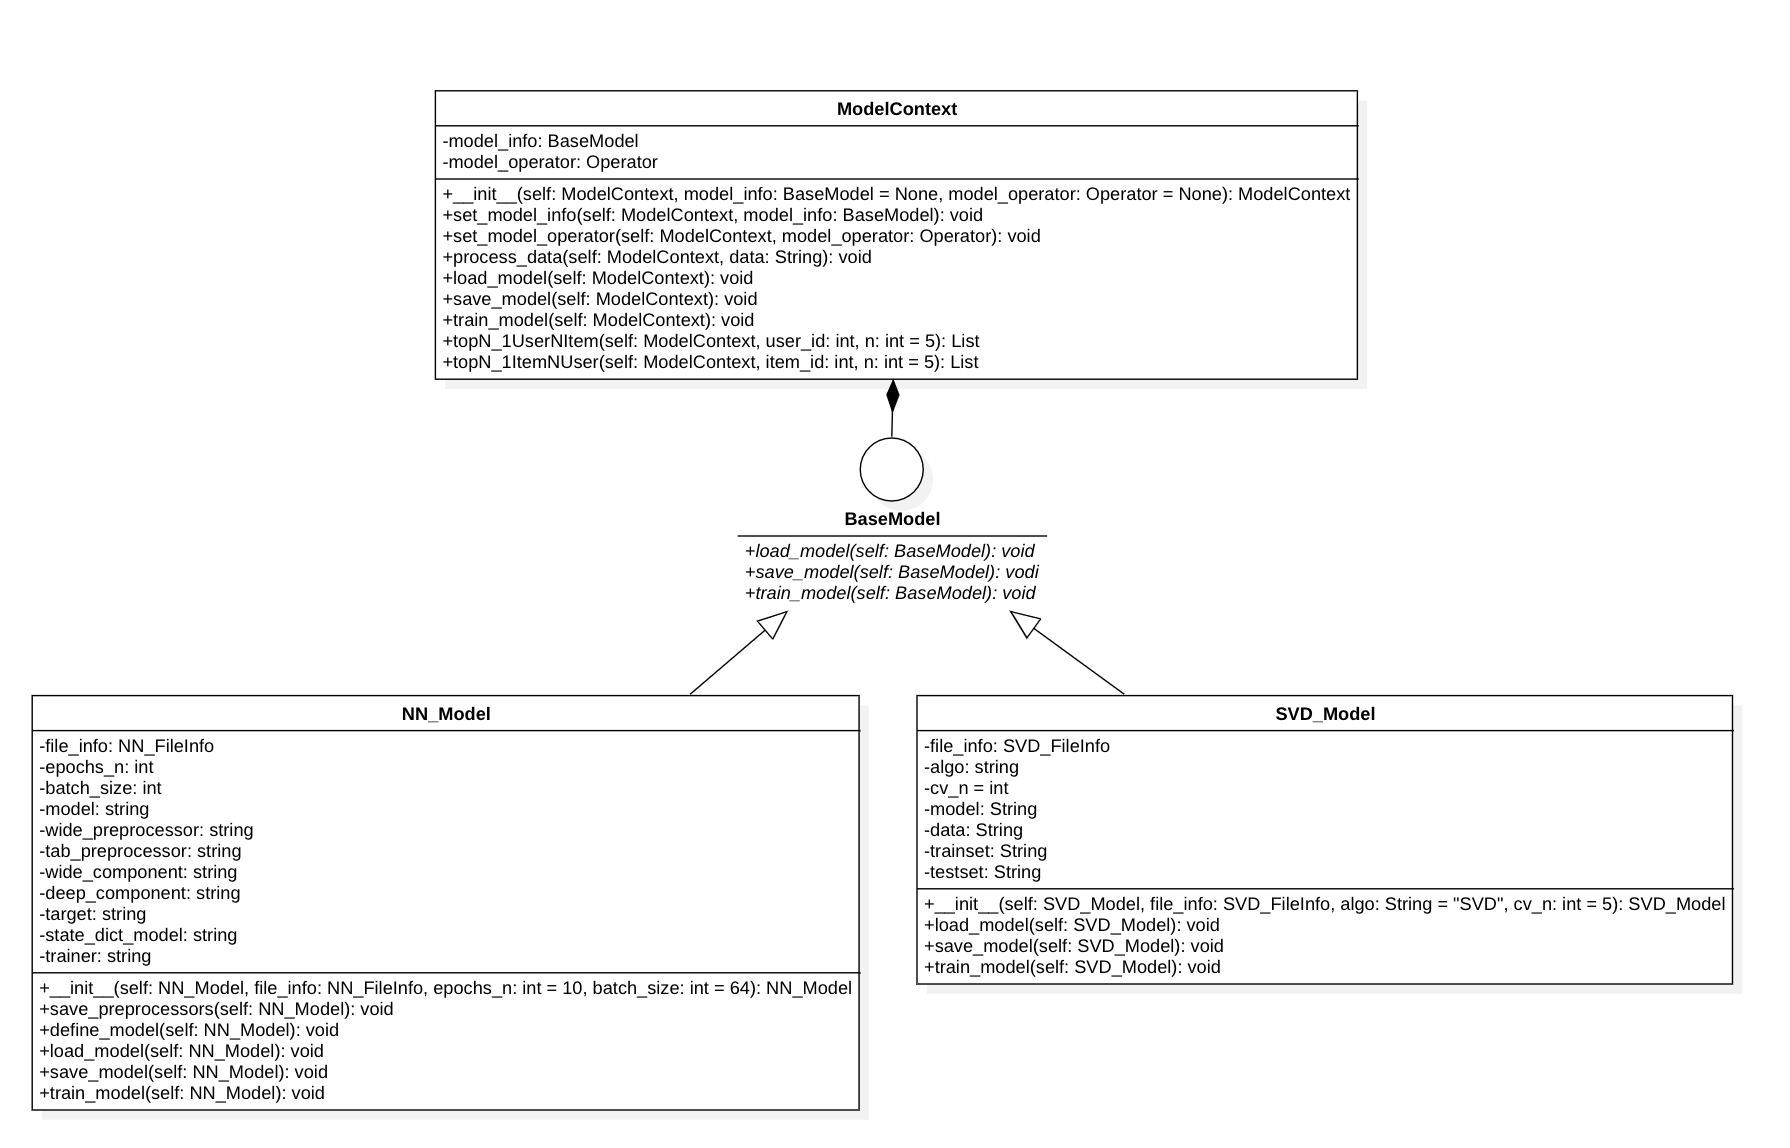 ModelContext
-model_info: BaseModel
-model_operator: Operator
+__init__(self: ModelContext, model_info: BaseModel = None, model_operator: Operator = None): ModelContext
+set_model_info(self: ModelContext, model_info: BaseModel): void
+set_model_operator(self: ModelContext, model_operator: Operator): void
+process_data(self: ModelContext, data: String): void
+load_model(self: ModelContext): void
+save_model(self: ModelContext): void
+train_model(self: ModelContext): void
+topN_1UserNItem(self: ModelContext, user_id: int, n: int = 5): List
+topN_1ItemNUser(self: ModelContext, item_id: int, n: int = 5): List
BaseModel
+load_model(self: BaseModel): void
+save_model(self: BaseModel): vodi
+train_model(self: BaseModel): void
NN_Model
-file_info: NN_FileInfo
-epochs_n: int
-batch_size: int
-model: string
-wide_preprocessor: string
-tab_preprocessor: string
-wide_component: string
-deep_component: string
-target: string
-state_dict_model: string
-trainer: string
+__init__(self: NN_Model, file_info: NN_FileInfo, epochs_n: int = 10, batch_size: int = 64): NN_Model
+save_preprocessors(self: NN_Model): void
+define_model(self: NN_Model): void
+load_model(self: NN_Model): void
+save_model(self: NN_Model): void
+train_model(self: NN_Model): void
SVD_Model
-file_info: SVD_FileInfo
-algo: string
-cv_n = int
-model: String
-data: String
-trainset: String
-testset: String
+__init__(self: SVD_Model, file_info: SVD_FileInfo, algo: String = "SVD", cv_n: int = 5): SVD_Model
+load_model(self: SVD_Model): void
+save_model(self: SVD_Model): void
+train_model(self: SVD_Model): void